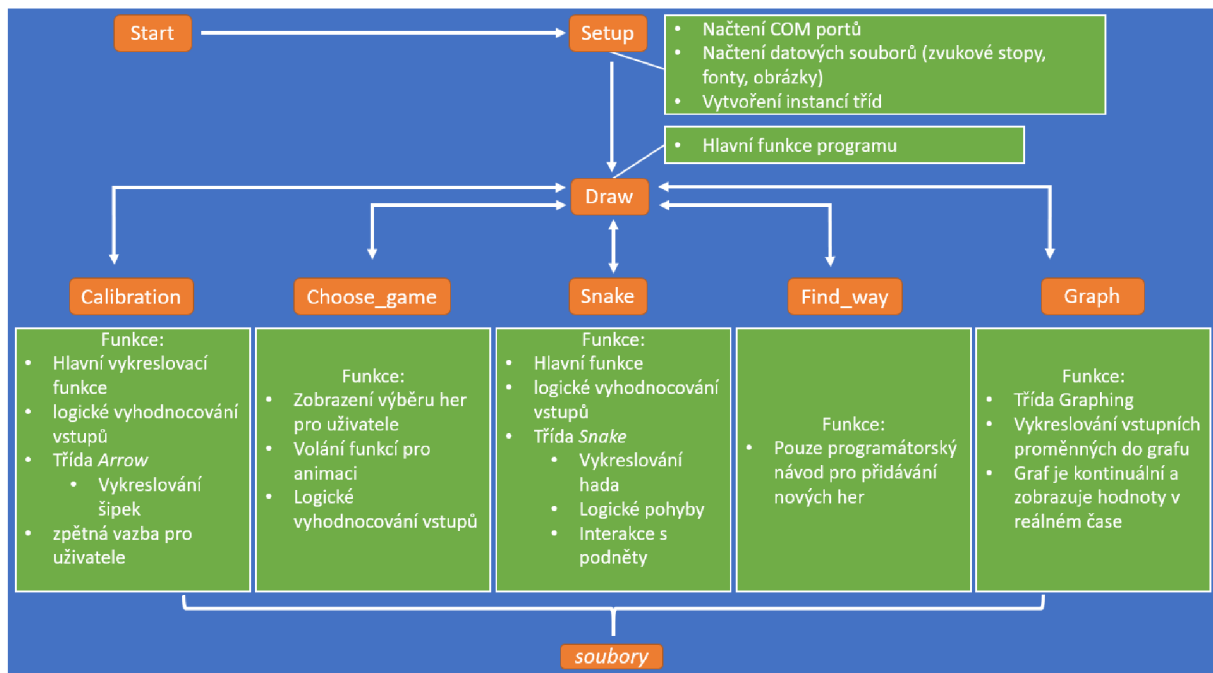 Start
Setup
• Načtení COM portů
• Načtení datových souborů (zvukové stopy,
fonty, obrázky)
• Vytvoření instancí tříd
• Hlavní funkce programu
Draw
Calibration
Choose_game
Snake
Find_way
Graph
Funkce:
• Hlavní vykreslovací
funkce
• logické vyhodnocování
vstupů
• Třída Arrow
• Vykreslování
šipek
• zpětná vazba pro
uživatele
Funkce:
• Zobrazení výběru her
pro uživatele
• Volání funkcí pro
animaci
• Logické
vyhodnocování vstupů
Funkce:
• Hlavní funkce
• logické vyhodnocování
vstupů
• Třída Snake
• Vykreslování
hada
• Logické pohyby
• Interakce s
podněty
Funkce:
• Pouze programátorský
návod pro přidávání
nových her
Funkce:
• Třída Graphing
• Vykreslování vstupních
proměnných do grafu
• Graf je kontinuální a
zobrazuje hodnoty v
reálném čase
soubory